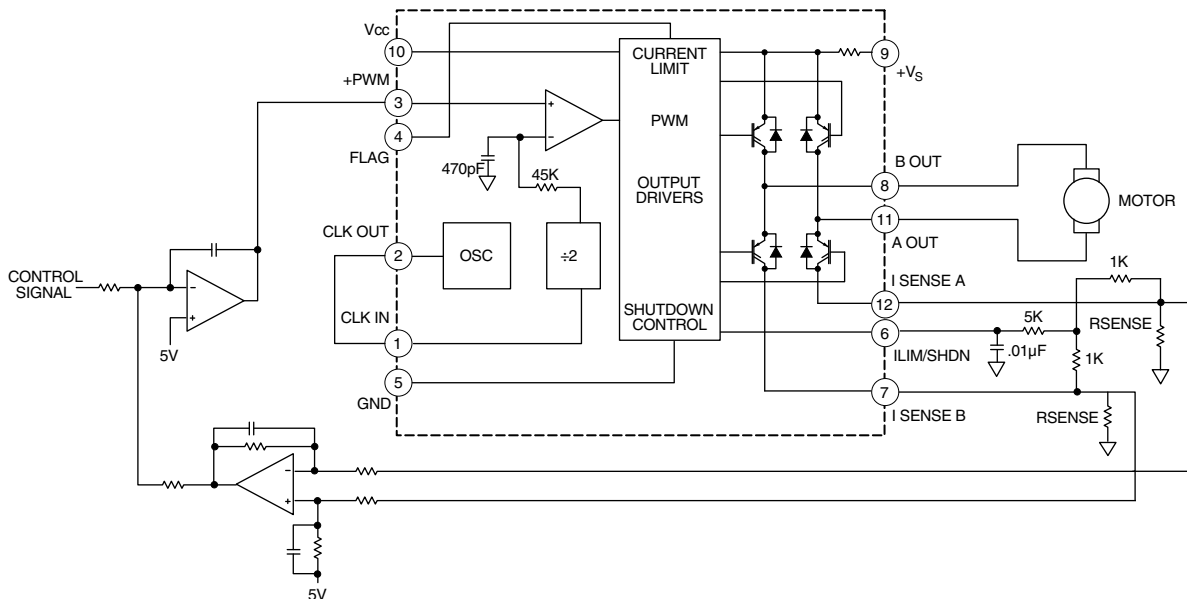 Vcc
10
+PWM
3
4
FLAG
CURRENT
LIMIT
PWM
OUTPUT
DRIVERS
SHUTDOWN
CONTROL
9
+VS
+
–
470pF
45K
CLK OUT
2
OSC
÷2
CLK IN
1
5
GND
B OUT
8
11
A OUT
MOTOR
I SENSE A
12
1K
5K
6
ILIM/SHDN
.01µF
RSENSE
1K
7
I SENSE B
RSENSE
CONTROL
SIGNAL
–
+
5V
–
+
5V